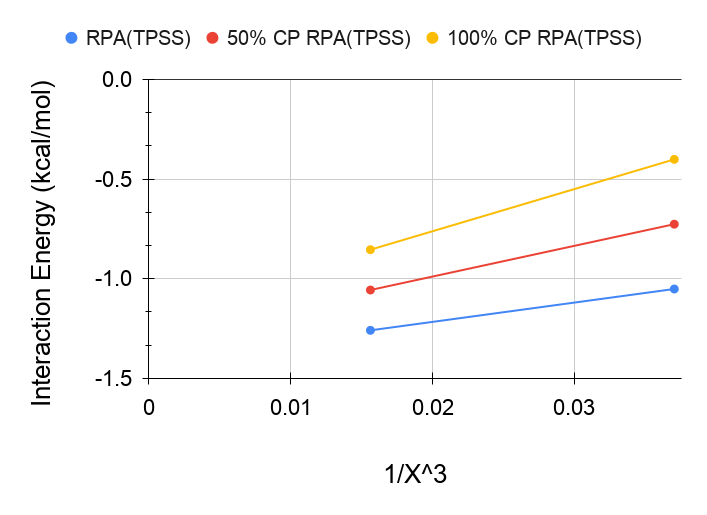 RPA(TPSS) 50% CP RPA(TPSS) 100% CP RPA(TPSS)
Interaction Energy (kcal/mol)
0.0
-0.5
-1.0
-1.5
0 0.01 0.02 0.03
1/X^3